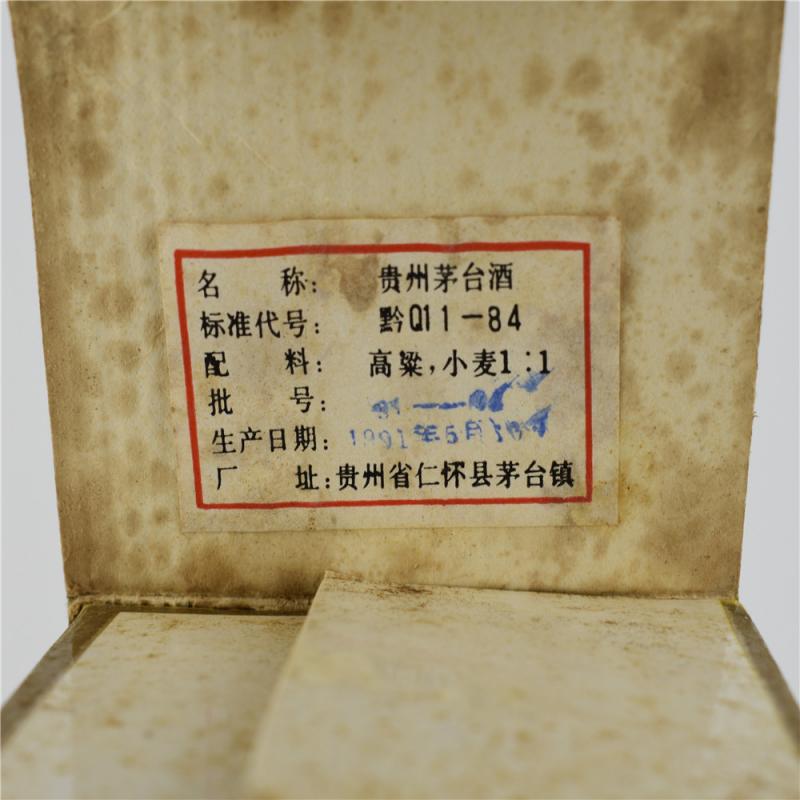 名 称: 贵州茅台酒
标准代号: 黔Q11-84
配 料: 高粱,小麦1:1
批 号: 91—
生产日期: 1991年5月
厂 址:贵州省仁怀县茅台镇